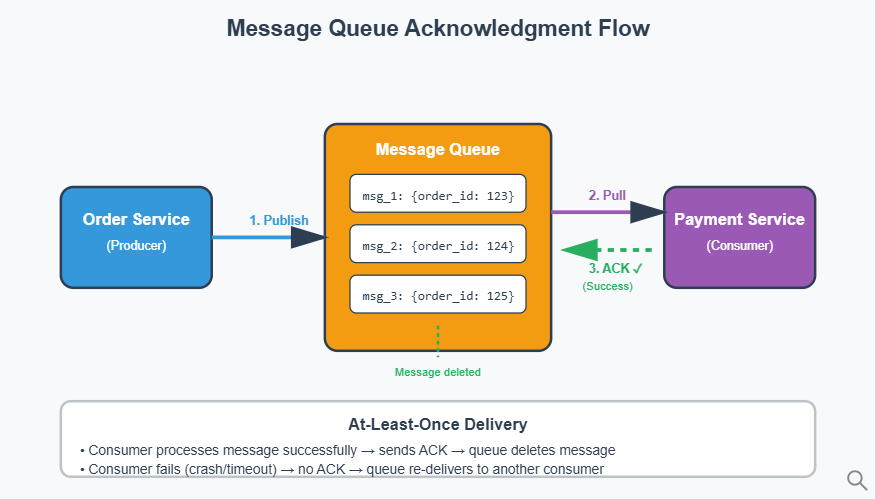 Message Queue Acknowledgment Flow
Message Queue
msg_1: {order_id: 123}
msg_2: {order_id: 124}
msg_3: {order_id: 125}
Order Service
(Producer)
1. Publish
2. Pull
Payment Service
(Consumer)
3. ACK ✓
(Success)
Message deleted
At-Least-Once Delivery
• Consumer processes message successfully → sends ACK → queue deletes message
• Consumer fails (crash/timeout) → no ACK → queue re-delivers to another consumer